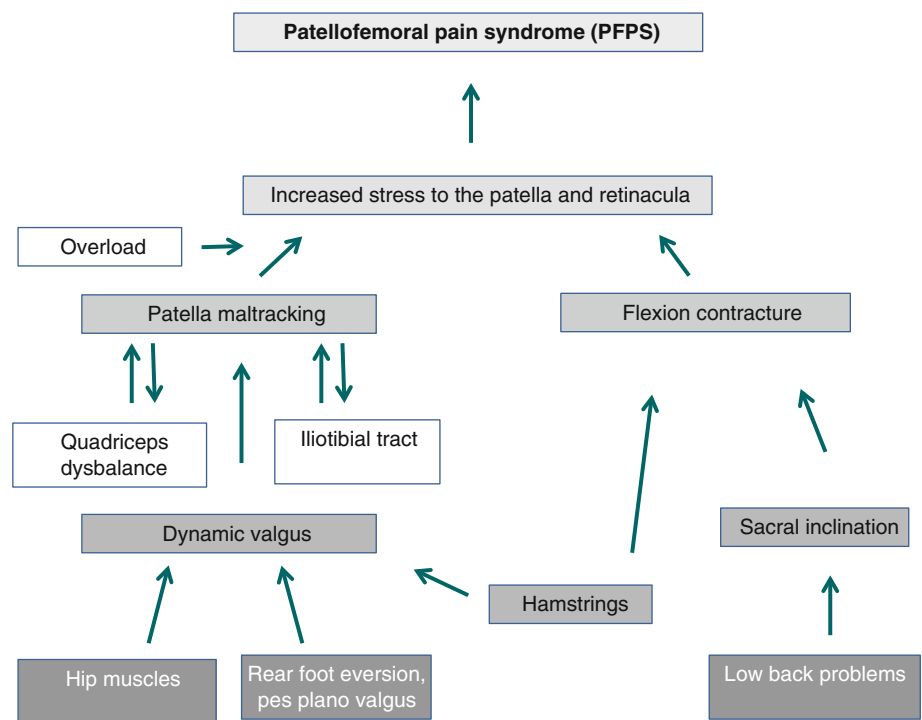 Patellofemoral pain syndrome (PFPS)
Increased stress to the patella and retinacula
Overload
Patella maltracking
Flexion contracture
Quadriceps
dysbalance
Iliotibial tract
Dynamic valgus
Sacral inclination
Hamstrings
Hip muscles
Rear foot eversion,
pes plano valgus
Low back problems